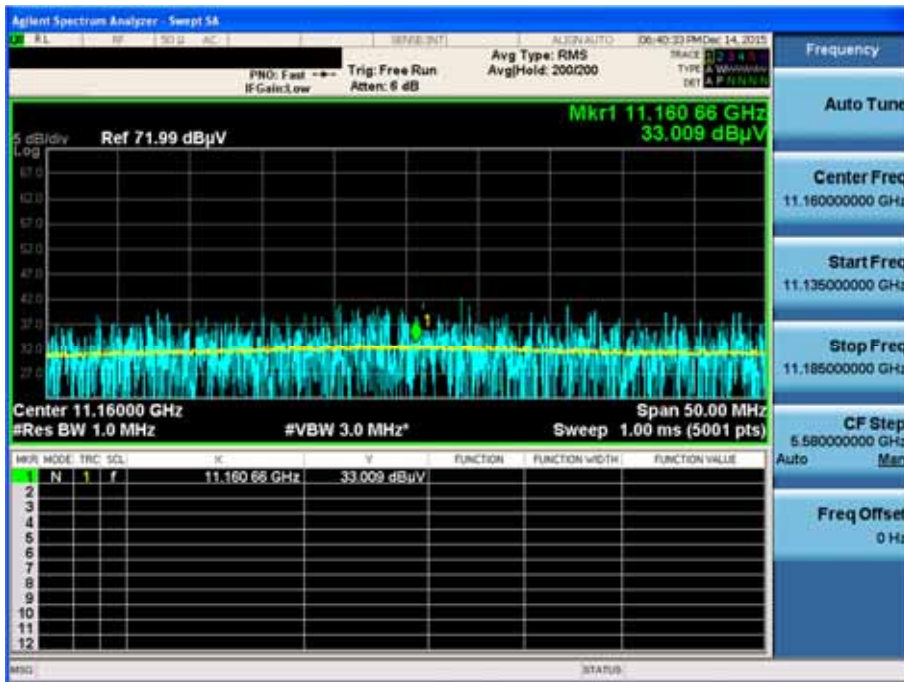 Agilent Spectrum Analyzer - Swept SA
RL RF 50 Ω AC SENSE:INT ALIGN AUTO 06:40:33 PM Dec 14, 2015
PNO: Fast Trig: Free Run Avg Type: RMS TRACE 1 2 3 4 5 6
IFGain:Low Atten: 6 dB Avg|Hold: 200/200 TYPE A W
DET A P N N N N
Frequency
Auto Tune
Mkr1 11.160 66 GHz
33.009 dBµV
5 dB/div Ref 71.99 dBµV
Log
67.0
62.0
57.0
52.0
47.0
42.0
37.0
32.0
27.0
1
Center 11.16000 GHz Span 50.00 MHz
#Res BW 1.0 MHz #VBW 3.0 MHz* Sweep 1.00 ms (5001 pts)
MKR MODE TRC SCL X Y FUNCTION FUNCTION WIDTH FUNCTION VALUE
1 N 1 f 11.160 66 GHz 33.009 dBµV
2
3
4
5
6
7
8
9
10
11
12
MSG STATUS
Center Freq
11.160000000 GHz
Start Freq
11.135000000 GHz
Stop Freq
11.185000000 GHz
CF Step
5.580000000 GHz
Auto Man
Freq Offset
0 Hz